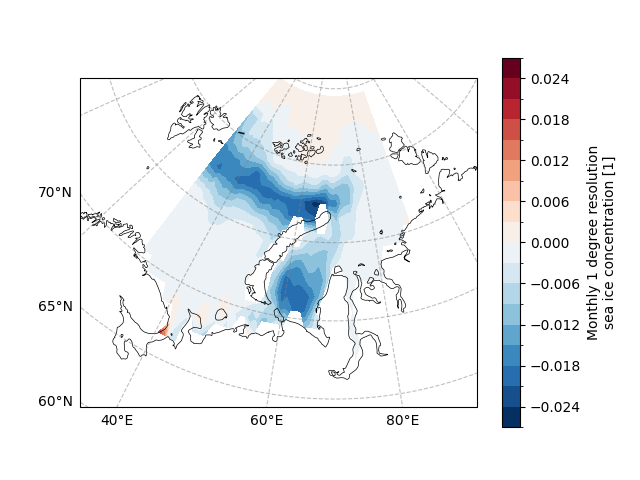 70°N
65°N
60°N
40°E
60°E
80°E
0.024
0.018
0.012
0.006
0.000
−0.006
−0.012
−0.018
−0.024
Monthly 1 degree resolution
sea ice concentration [1]